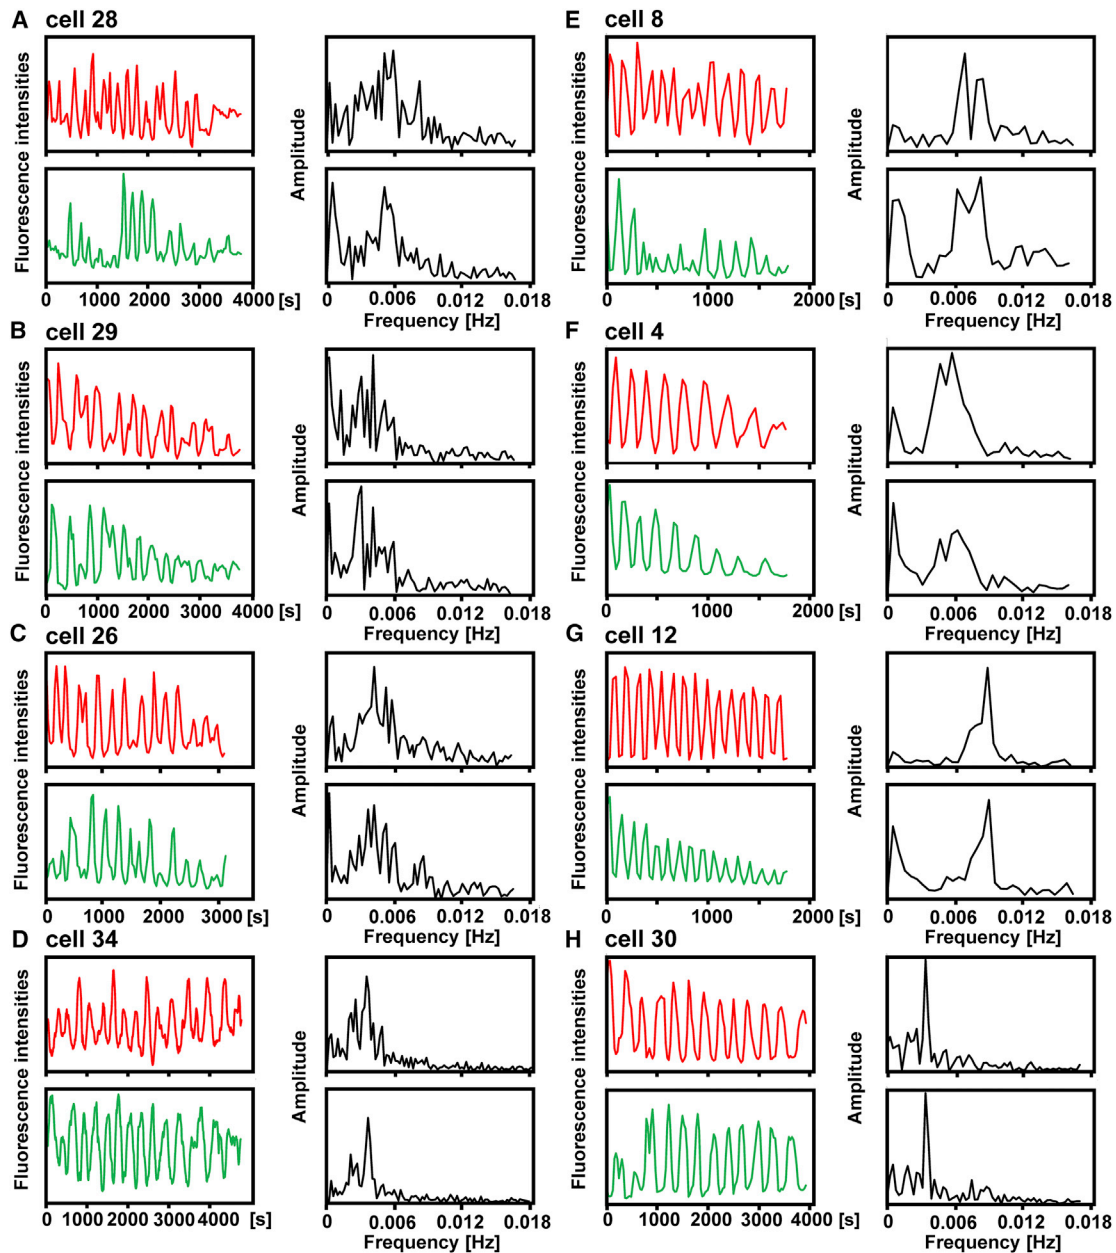 A cell 28
Fluorescence intensities
Amplitude
0 1000 2000 3000 4000 [s]
0 0.006 0.012 0.018
Frequency [Hz]
B cell 29
Fluorescence intensities
Amplitude
0 1000 2000 3000 4000 [s]
0 0.006 0.012 0.018
Frequency [Hz]
C cell 26
Fluorescence intensities
Amplitude
0 1000 2000 3000 [s]
0 0.006 0.012 0.018
Frequency [Hz]
D cell 34
Fluorescence intensities
Amplitude
0 1000 2000 3000 4000 [s]
0 0.006 0.012 0.018
Frequency [Hz]
E cell 8
Fluorescence intensities
Amplitude
0 1000 2000 [s]
0 0.006 0.012 0.018
Frequency [Hz]
F cell 4
Fluorescence intensities
Amplitude
0 1000 2000 [s]
0 0.006 0.012 0.018
Frequency [Hz]
G cell 12
Fluorescence intensities
Amplitude
0 1000 2000 [s]
0 0.006 0.012 0.018
Frequency [Hz]
H cell 30
Fluorescence intensities
Amplitude
0 1000 2000 3000 4000 [s]
0 0.006 0.012 0.018
Frequency [Hz]